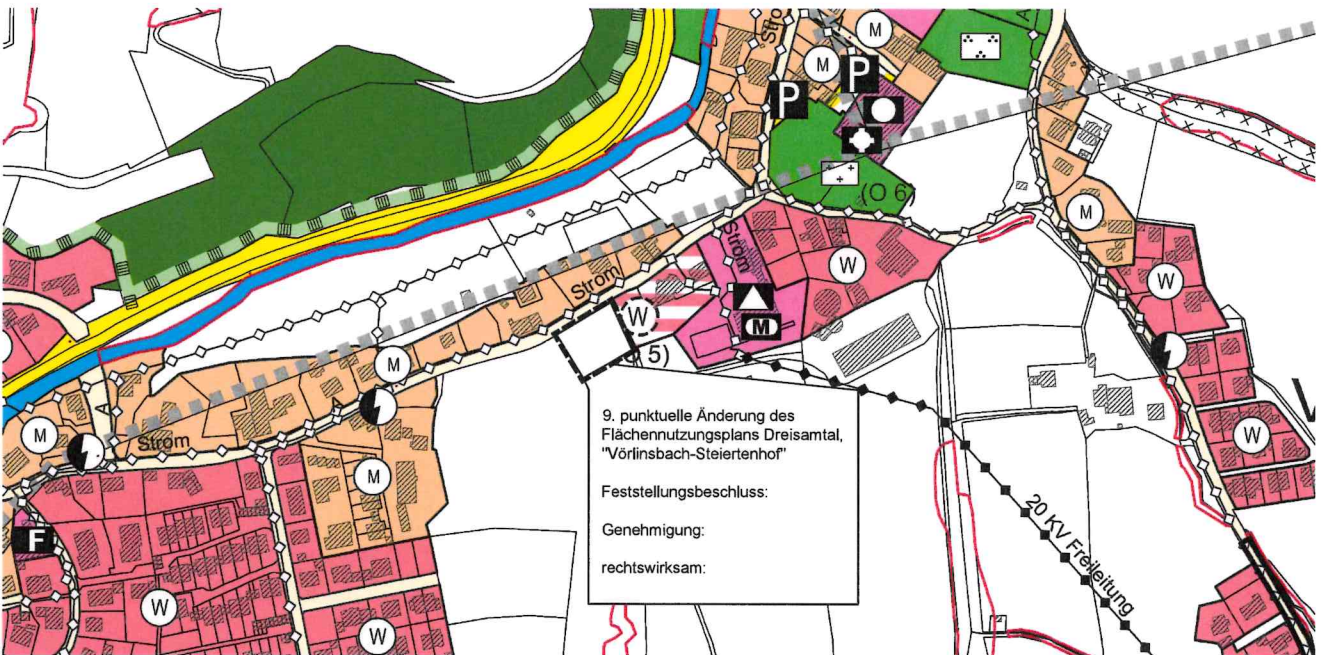 Strom
M
M
P
P
A
(O 6)
M
W
Strom
Strom
W
W
M
(O 5)
M
A
M
Strom
M
W
F
W
W
9. punktuelle Änderung des
Flächennutzungsplans Dreisamtal,
"Vörlinsbach-Steiertenhof"
Feststellungsbeschluss:
Genehmigung:
rechtswirksam:
20 KV Freileitung